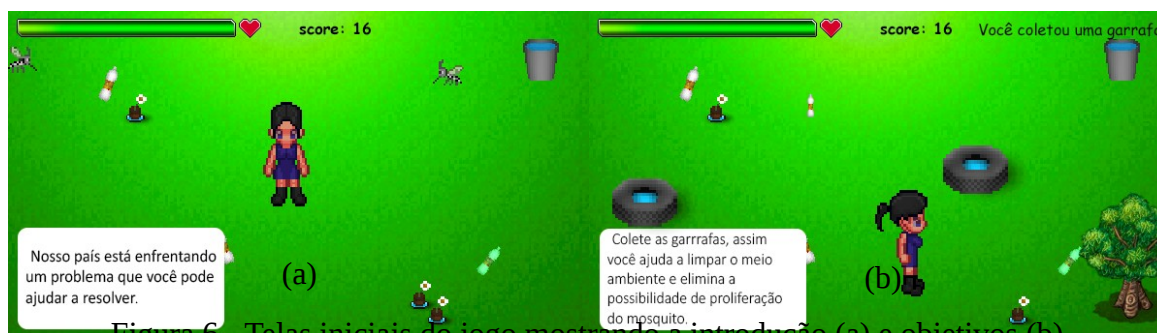 score: 16
Nosso país está enfrentando
um problema que você pode
ajudar a resolver.
(a)
score: 16 Você coletou uma garrafa
Colete as garrrafas, assim
você ajuda a limpar o meio
ambiente e elimina a
possibilidade de proliferação
do mosquito.
(b)
Figura 6 - Telas iniciais do jogo mostrando a introdução (a) e objetivos (b)